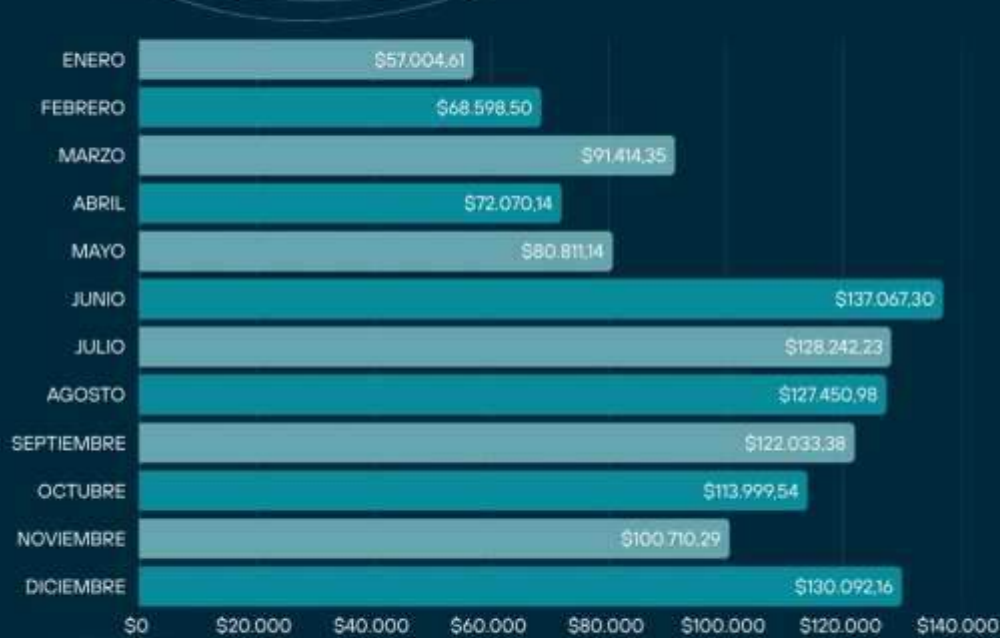 ENERO $57.004,61
FEBRERO $68.598,50
MARZO $91.414,35
ABRIL $72.070,14
MAYO $80.811,14
JUNIO $137.067,30
JULIO $128.242,23
AGOSTO $127.450,98
SEPTIEMBRE $122.033,38
OCTUBRE $113.999,54
NOVIEMBRE $100.710,29
DICIEMBRE $130.092,16
$0 $20.000 $40.000 $60.000 $80.000 $100.000 $120.000 $140.000